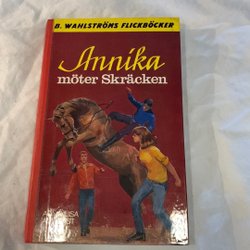 B. WAHLSTRÖMS FLICKBÖCKER
Annika
möter Skräcken